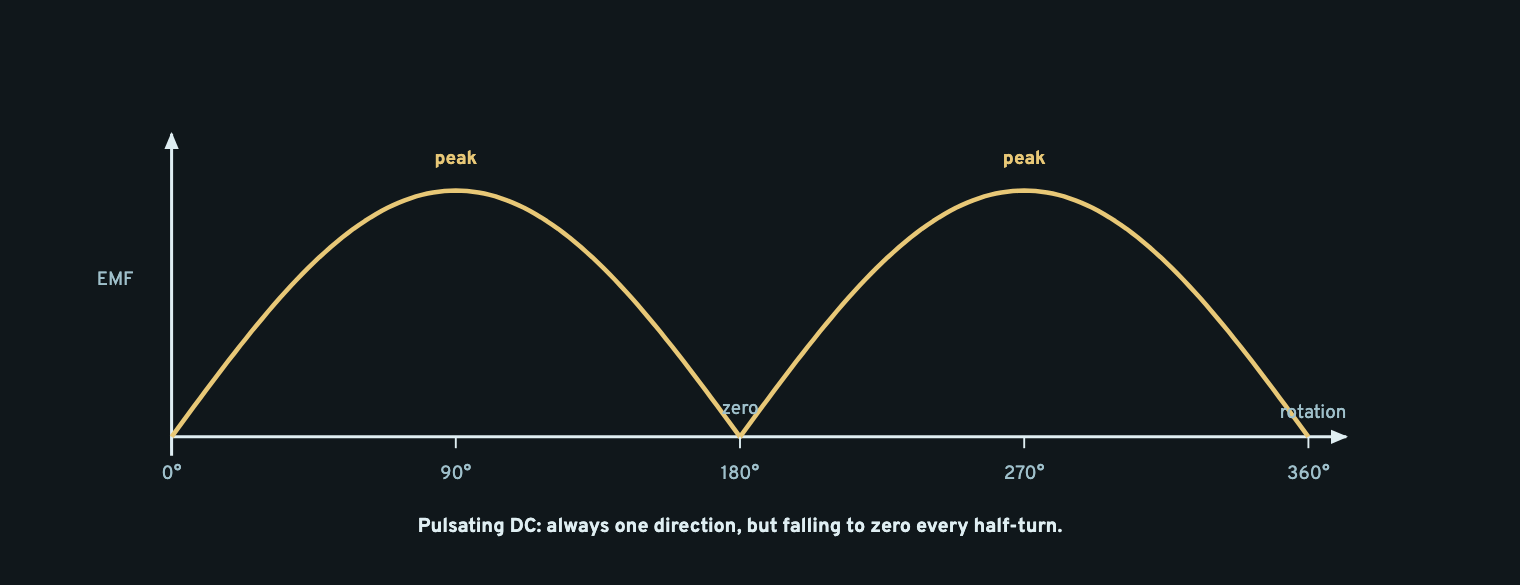 peak
peak
EMF
zero
rotation
0°
90°
180°
270°
360°
Pulsating DC: always one direction, but falling to zero every half-turn.